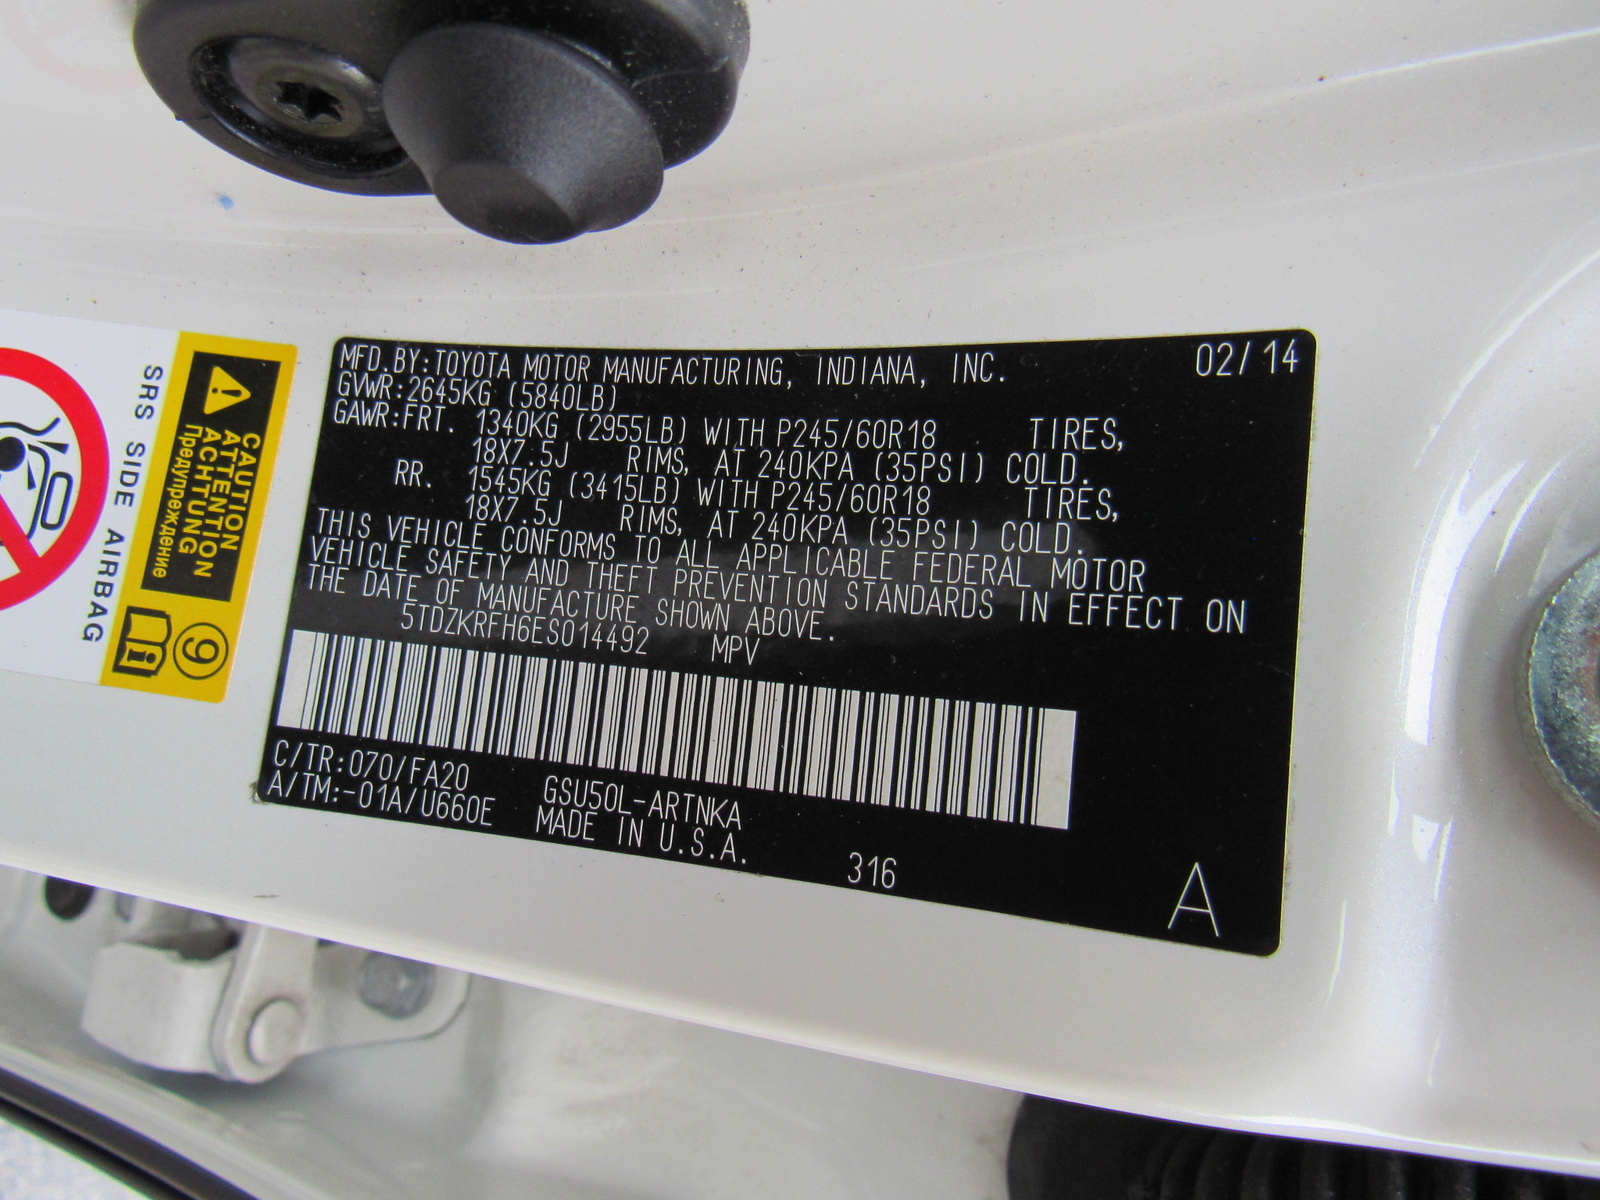 MFD.BY:TOYOTA MOTOR MANUFACTURING, INDIANA, INC. 02/14
GVWR:2645KG (5840LB)
GAWR:FRT. 1340KG (2955LB) WITH P245/60R18 TIRES,
18X7.5J RIMS, AT 240KPA (35PSI) COLD.
RR. 1545KG (3415LB) WITH P245/60R18 TIRES,
18X7.5J RIMS, AT 240KPA (35PSI) COLD.
THIS VEHICLE CONFORMS TO ALL APPLICABLE FEDERAL MOTOR
VEHICLE SAFETY AND THEFT PREVENTION STANDARDS IN EFFECT ON
THE DATE OF MANUFACTURE SHOWN ABOVE.
5TDZKRFH6ES014492 MPV
C/TR:070/FA20 GSU50L-ARTNKA
A/TM:-01A/U660E MADE IN U.S.A.
316
A
CAUTION
ATTENTION
ACHTUNG
Предупреждение
9
i
SRS SIDE AIRBAG